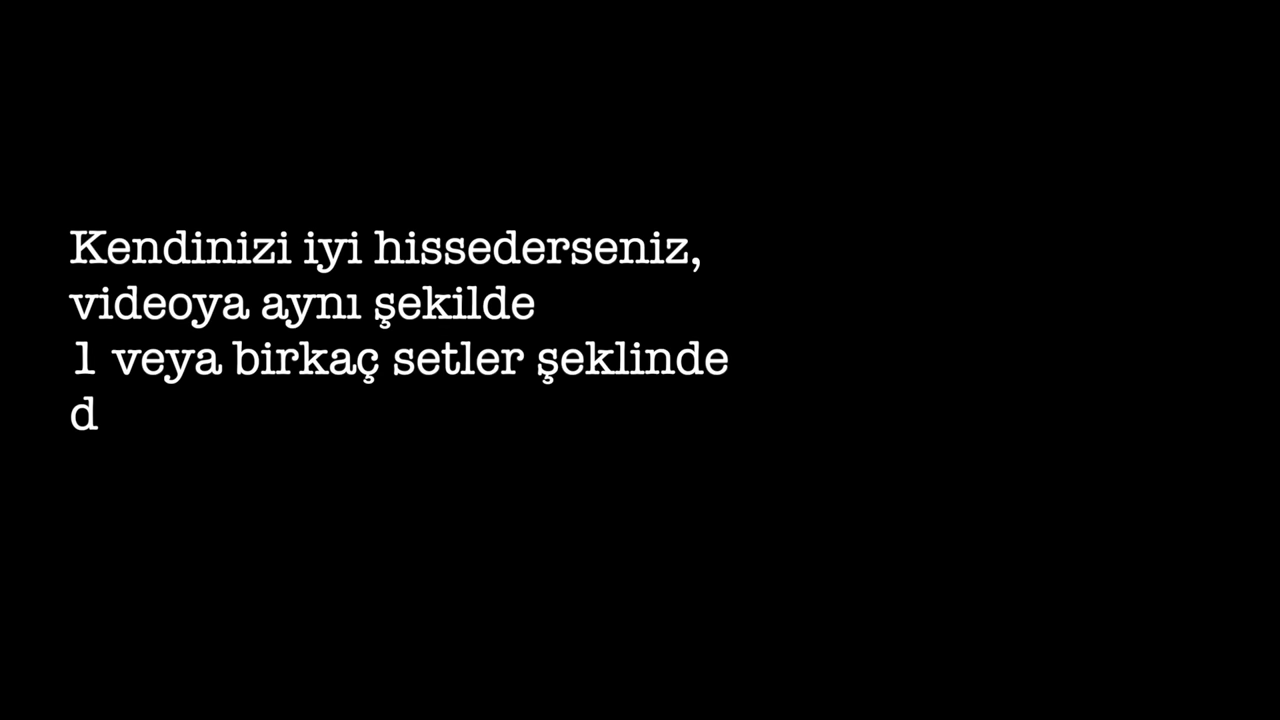 Kendinizi iyi hissederseniz,
videoya aynı şekilde
1 veya birkaç setler şeklinde
d